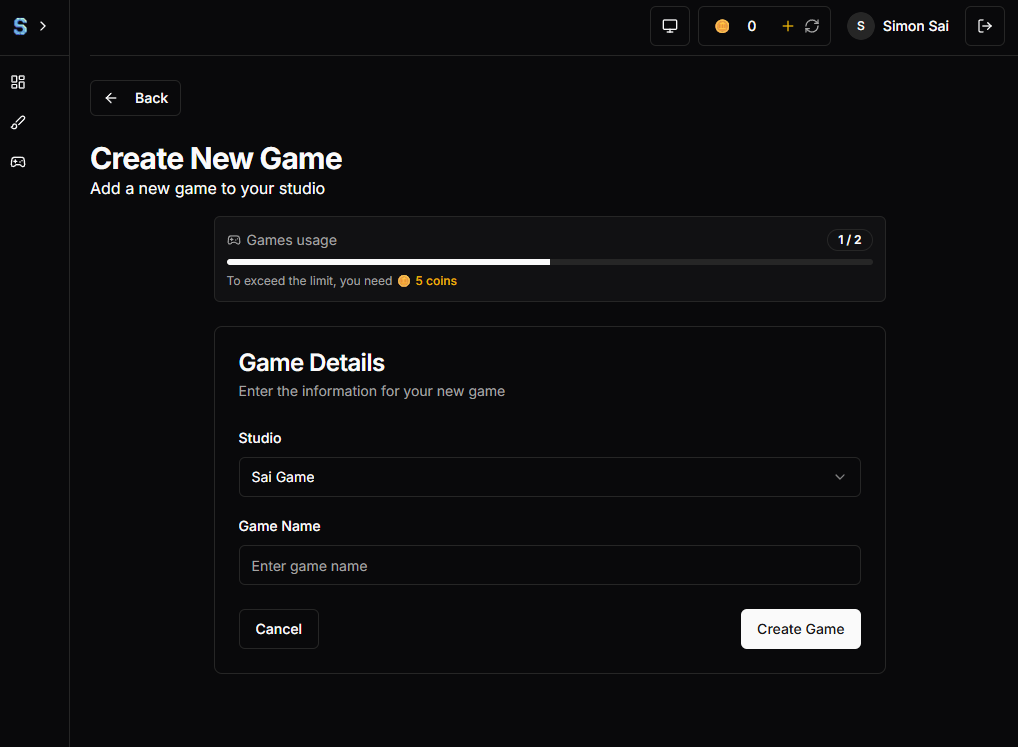 S
0
S Simon Sai
Back
Create New Game
Add a new game to your studio
Games usage
1 / 2
To exceed the limit, you need 5 coins
Game Details
Enter the information for your new game
Studio
Sai Game
Game Name
Enter game name
Cancel
Create Game